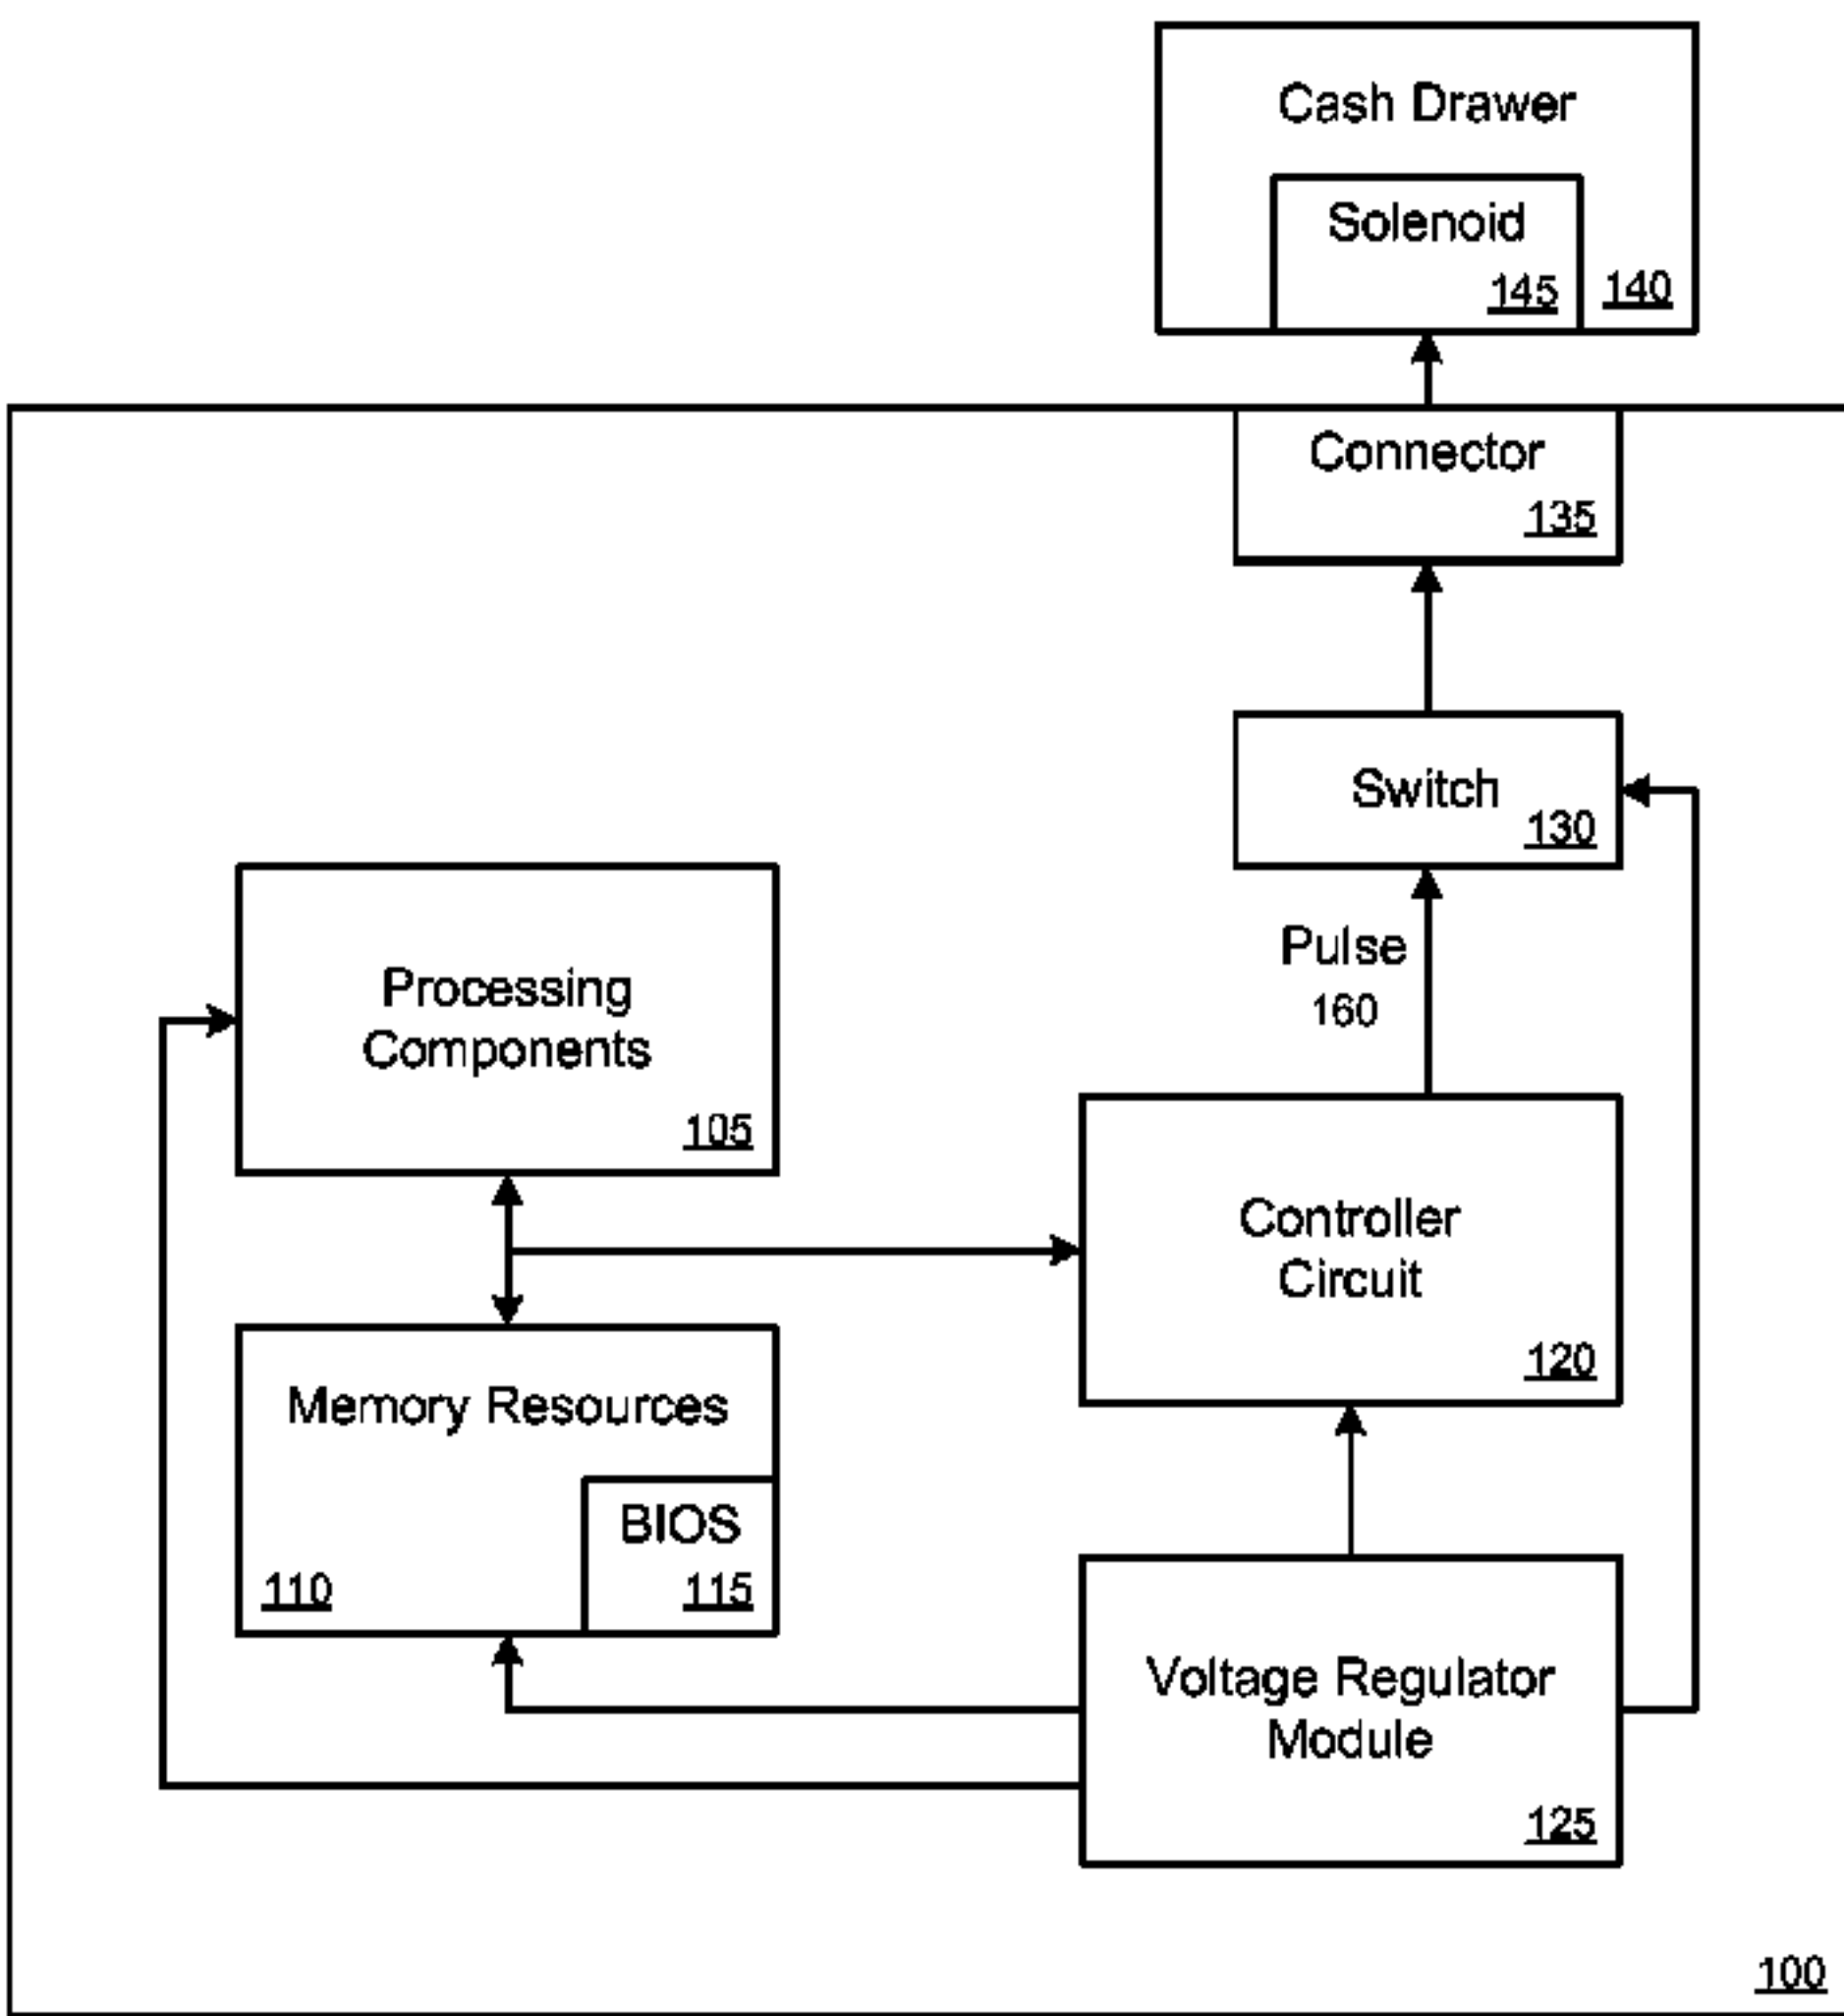 Cash Drawer
Solenoid
145
140
Connector
135
Switch
130
Pulse
160
Processing
Components
105
Controller
Circuit
120
Memory Resources
BIOS
110
115
Voltage Regulator
Module
125
100